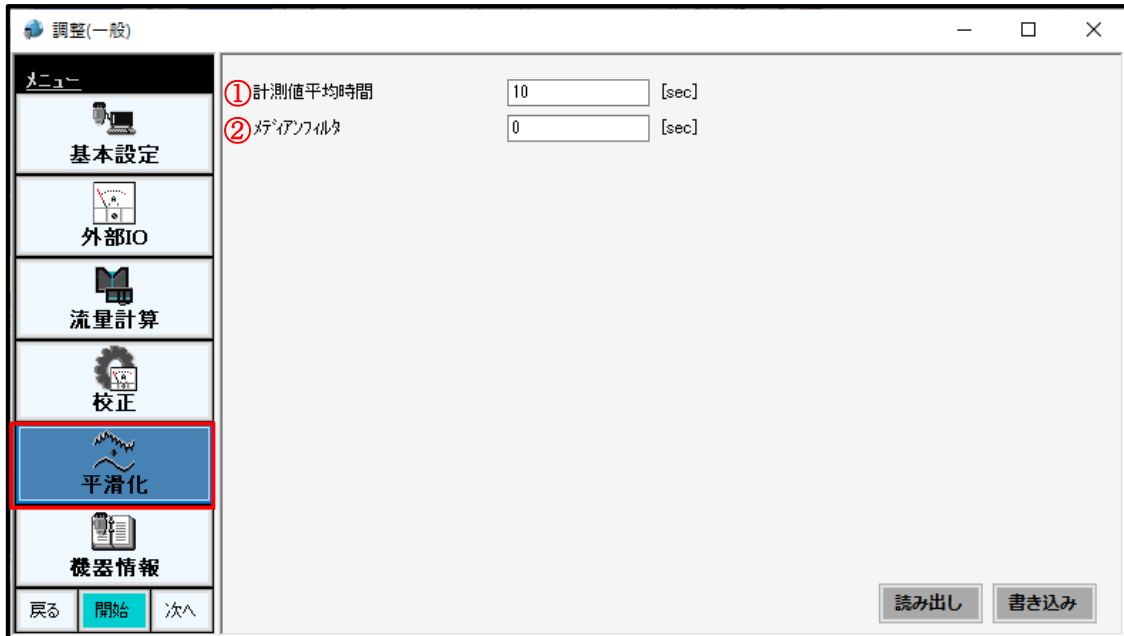 調整(一般)
メニュー
基本設定
外部IO
流量計算
校正
平滑化
機器情報
戻る 開始 次へ
①計測値平均時間 10 [sec]
②ﾒﾃﾞｨｱﾝﾌｨﾙﾀ 0 [sec]
読み出し 書き込み